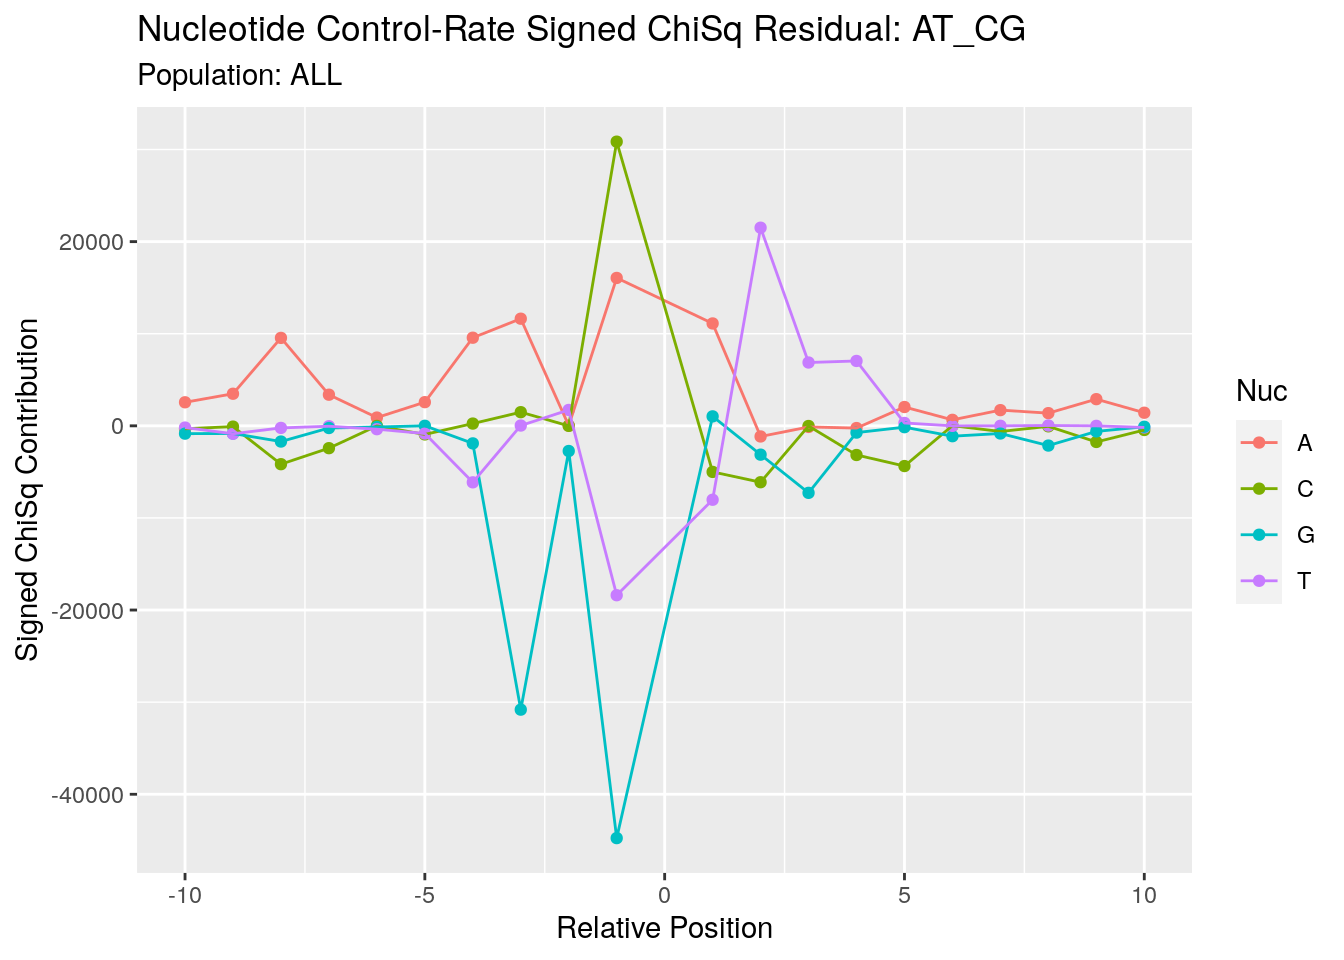 Nucleotide Control-Rate Signed ChiSq Residual: AT_CG
Population: ALL
Signed ChiSq Contribution
20000
0
-20000
-40000
-10
-5
0
5
10
Relative Position
Nuc
A
C
G
T